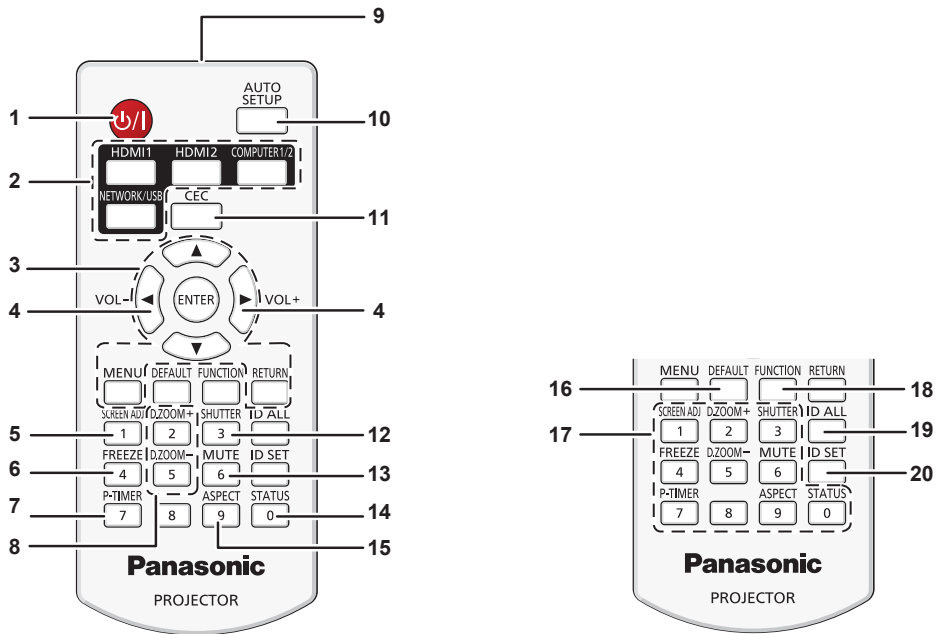 9
AUTO
SETUP
1
10
HDMI1 HDMI2 COMPUTER1/2
2
NETWORK/USB CEC
11
3
VOL- ENTER VOL+
4 4
MENU DEFAULT FUNCTION RETURN
SCREEN ADJ D.ZOOM+ SHUTTER ID ALL
5 1 2 3 12
FREEZE D.ZOOM- MUTE ID SET
6 4 5 6 13
P-TIMER ASPECT STATUS
7 7 8 9 0 14
8 15
Panasonic
PROJECTOR
MENU DEFAULT FUNCTION RETURN
16 18
SCREEN ADJ D.ZOOM+ SHUTTER ID ALL
17 1 2 3 19
FREEZE D.ZOOM- MUTE ID SET
4 5 6 20
P-TIMER ASPECT STATUS
7 8 9 0
Panasonic
PROJECTOR